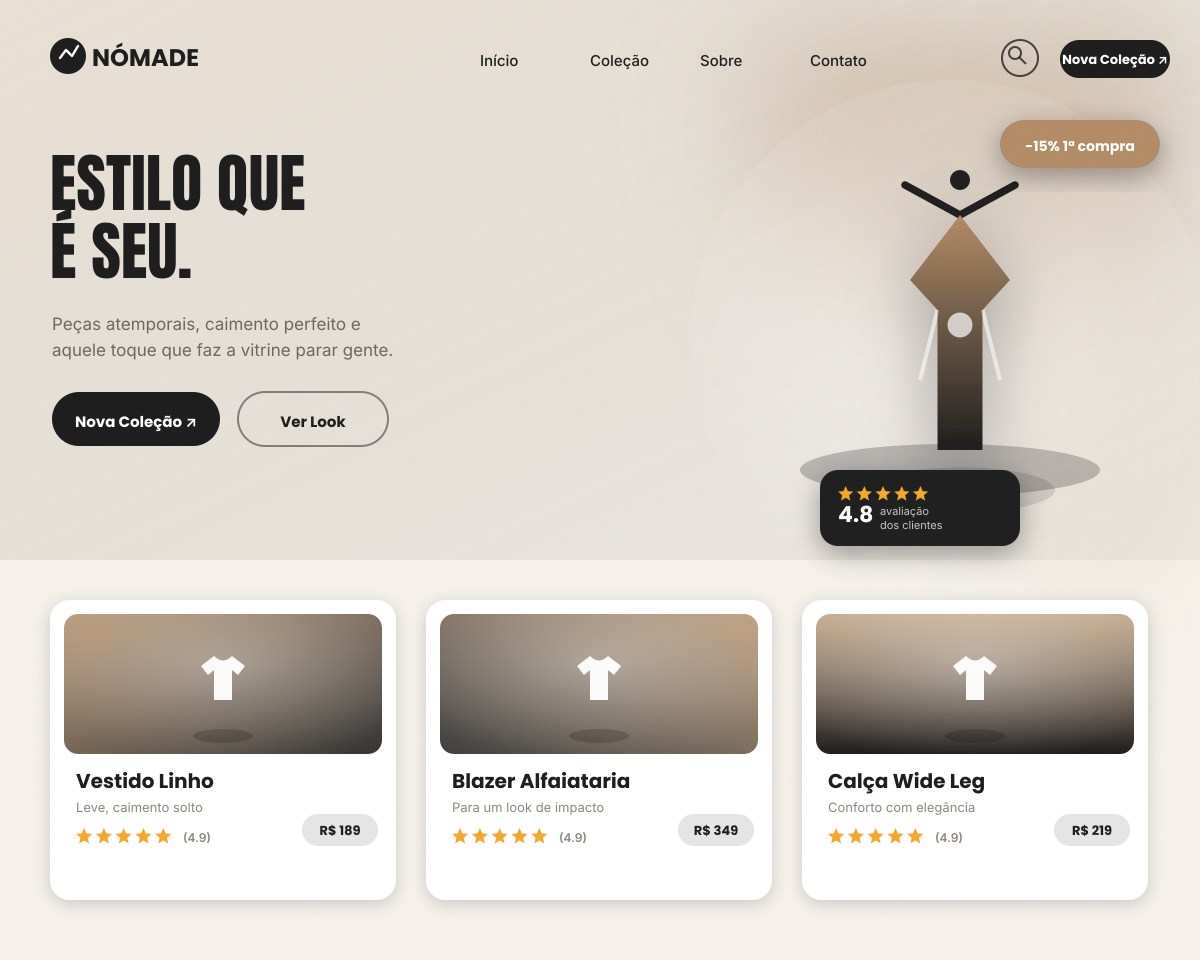 NÓMADE
Início
Coleção
Sobre
Contato
Nova Coleção ↗
-15% 1ª compra
ESTILO QUE
É SEU.
Peças atemporais, caimento perfeito e
aquele toque que faz a vitrine parar gente.
Nova Coleção ↗
Ver Look
4.8
avaliação
dos clientes
Vestido Linho
Leve, caimento solto
(4.9)
R$ 189
Blazer Alfaiataria
Para um look de impacto
(4.9)
R$ 349
Calça Wide Leg
Conforto com elegância
(4.9)
R$ 219